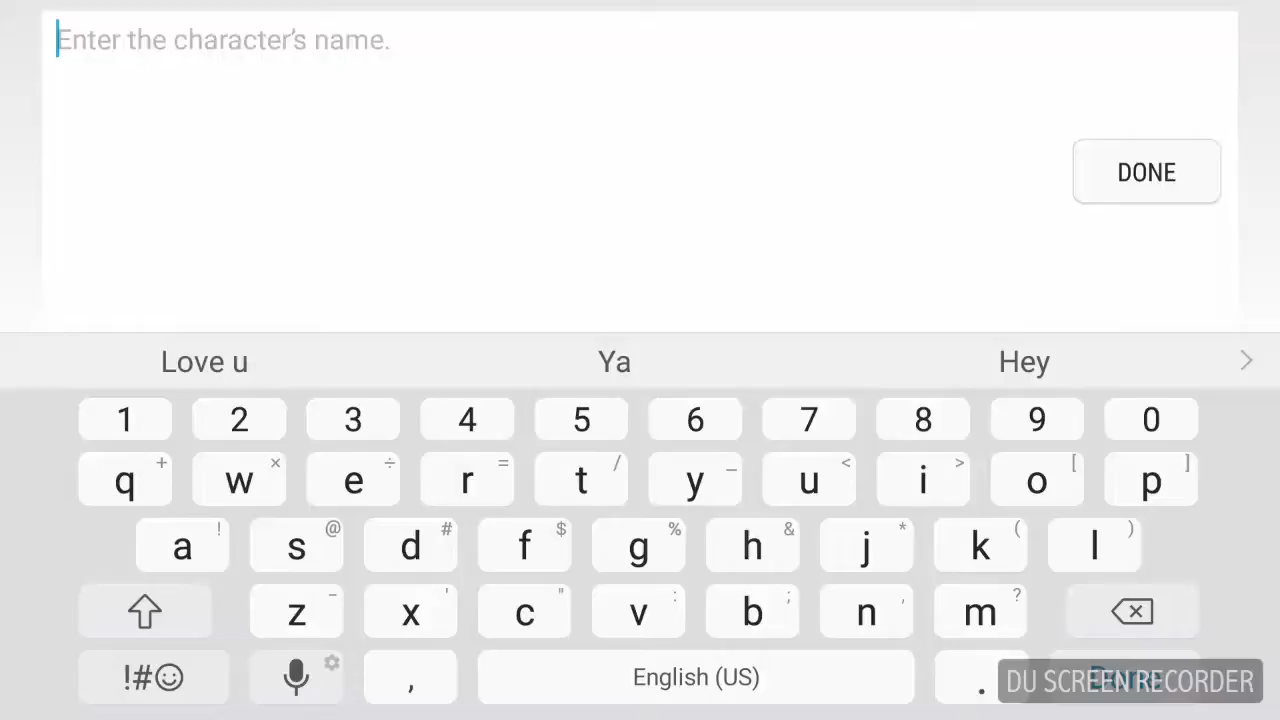 Enter the character's name.
DONE
Love u Ya Hey
1 2 3 4 5 6 7 8 9 0
q + w × e ÷ r = t / y _ u < i > o [ p ]
a ! s @ d # f $ g % h & j * k ( l )
z - x ' c " v : b ; n , m ?
!#☺ , English (US) . Done
DU SCREEN RECORDER